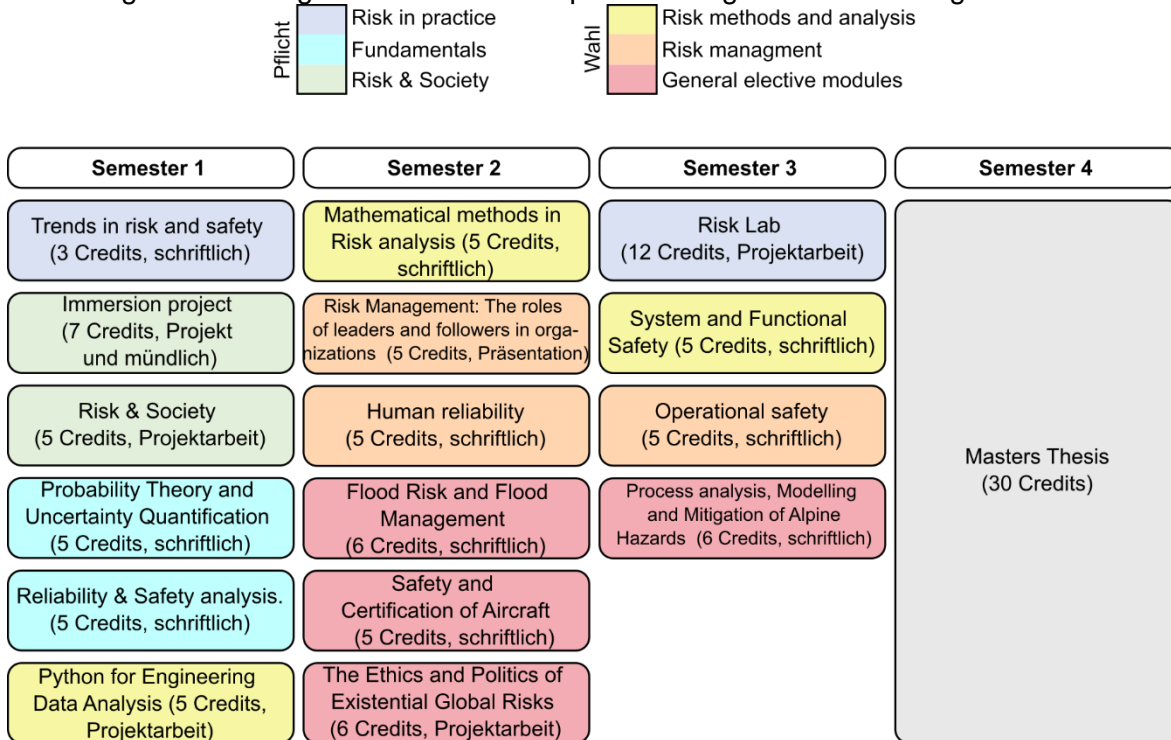 Pflicht
Risk in practice
Fundamentals
Risk & Society
Wahl
Risk methods and analysis
Risk managment
General elective modules
Semester 1
Semester 2
Semester 3
Semester 4
Trends in risk and safety
(3 Credits, schriftlich)
Immersion project
(7 Credits, Projekt
und mündlich)
Risk & Society
(5 Credits, Projektarbeit)
Probability Theory and
Uncertainty Quantification
(5 Credits, schriftlich)
Reliability & Safety analysis.
(5 Credits, schriftlich)
Python for Engineering
Data Analysis (5 Credits,
Projektarbeit)
Mathematical methods in
Risk analysis (5 Credits,
schriftlich)
Risk Management: The roles
of leaders and followers in orga-
nizations (5 Credits, Präsentation)
Human reliability
(5 Credits, schriftlich)
Flood Risk and Flood
Management
(6 Credits, schriftlich)
Safety and
Certification of Aircraft
(5 Credits, schriftlich)
The Ethics and Politics of
Existential Global Risks
(6 Credits, Projektarbeit)
Risk Lab
(12 Credits, Projektarbeit)
System and Functional
Safety (5 Credits, schriftlich)
Operational safety
(5 Credits, schriftlich)
Process analysis, Modelling
and Mitigation of Alpine
Hazards (6 Credits, schriftlich)
Masters Thesis
(30 Credits)